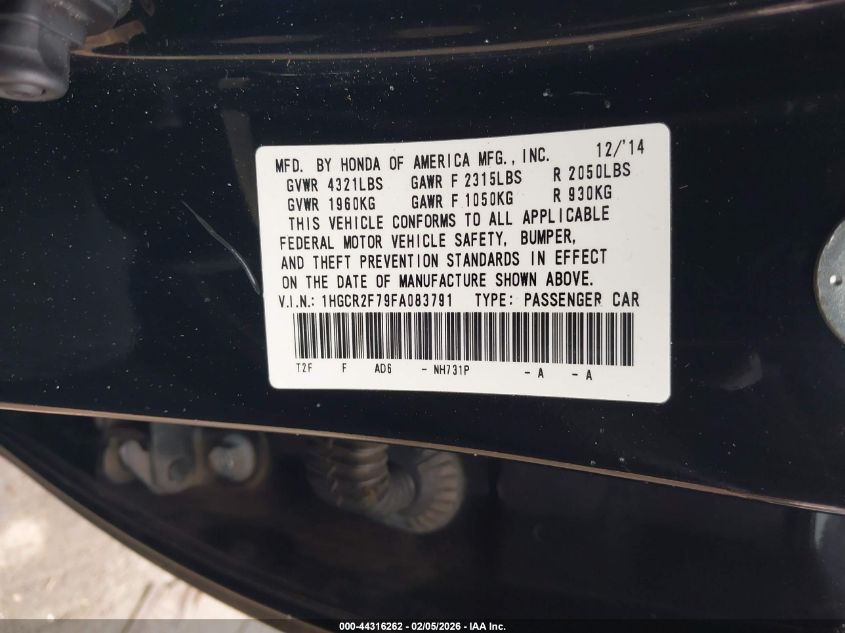 MFD. BY HONDA OF AMERICA MFG., INC. 12/'14
GVWR 4321LBS GAWR F 2315LBS R 2050LBS
GVWR 1960KG GAWR F 1050KG R 930KG
THIS VEHICLE CONFORMS TO ALL APPLICABLE
FEDERAL MOTOR VEHICLE SAFETY, BUMPER,
AND THEFT PREVENTION STANDARDS IN EFFECT
ON THE DATE OF MANUFACTURE SHOWN ABOVE.
V.I.N.: 1HGCR2F79FA083791 TYPE: PASSENGER CAR
T2F F AD6 - NH731P - A - A
000-44316262 - 02/05/2026 - IAA Inc.